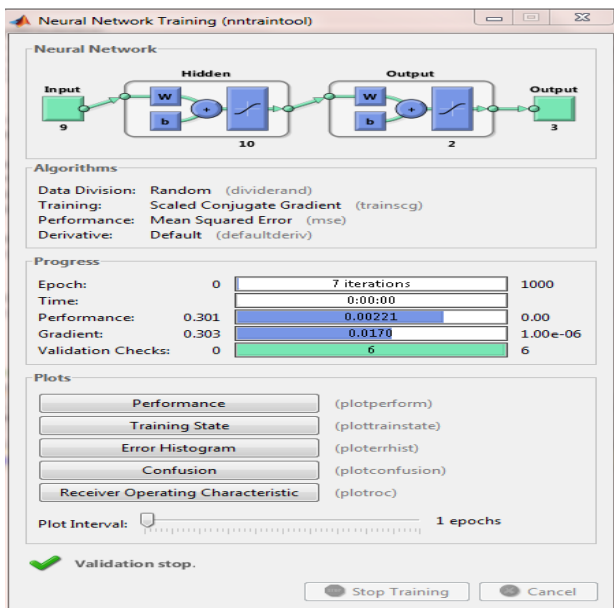 Neural Network Training (nntraintool)
Neural Network
Hidden Output
Input Output
W W
b b
+ +
9 10 2 3
Algorithms
Data Division: Random (dividerand)
Training: Scaled Conjugate Gradient (trainscg)
Performance: Mean Squared Error (mse)
Derivative: Default (defaultderiv)
Progress
Epoch: 0 7 iterations 1000
Time: 0:00:00
Performance: 0.301 0.00221 0.00
Gradient: 0.303 0.0170 1.00e-06
Validation Checks: 0 6 6
Plots
Performance (plotperform)
Training State (plottrainstate)
Error Histogram (ploterrhist)
Confusion (plotconfusion)
Receiver Operating Characteristic (plotroc)
Plot Interval: 1 epochs
Validation stop.
Stop Training Cancel